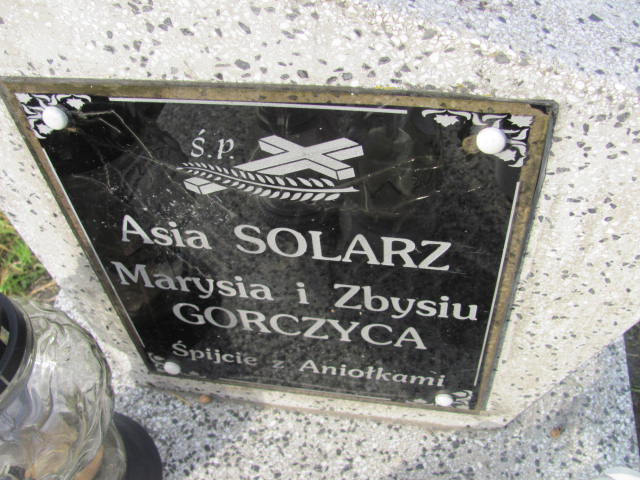 ś.p.
Asia SOLARZ
Marysia i Zbysiu
GORCZYCA
Śpijcie z Aniołkami